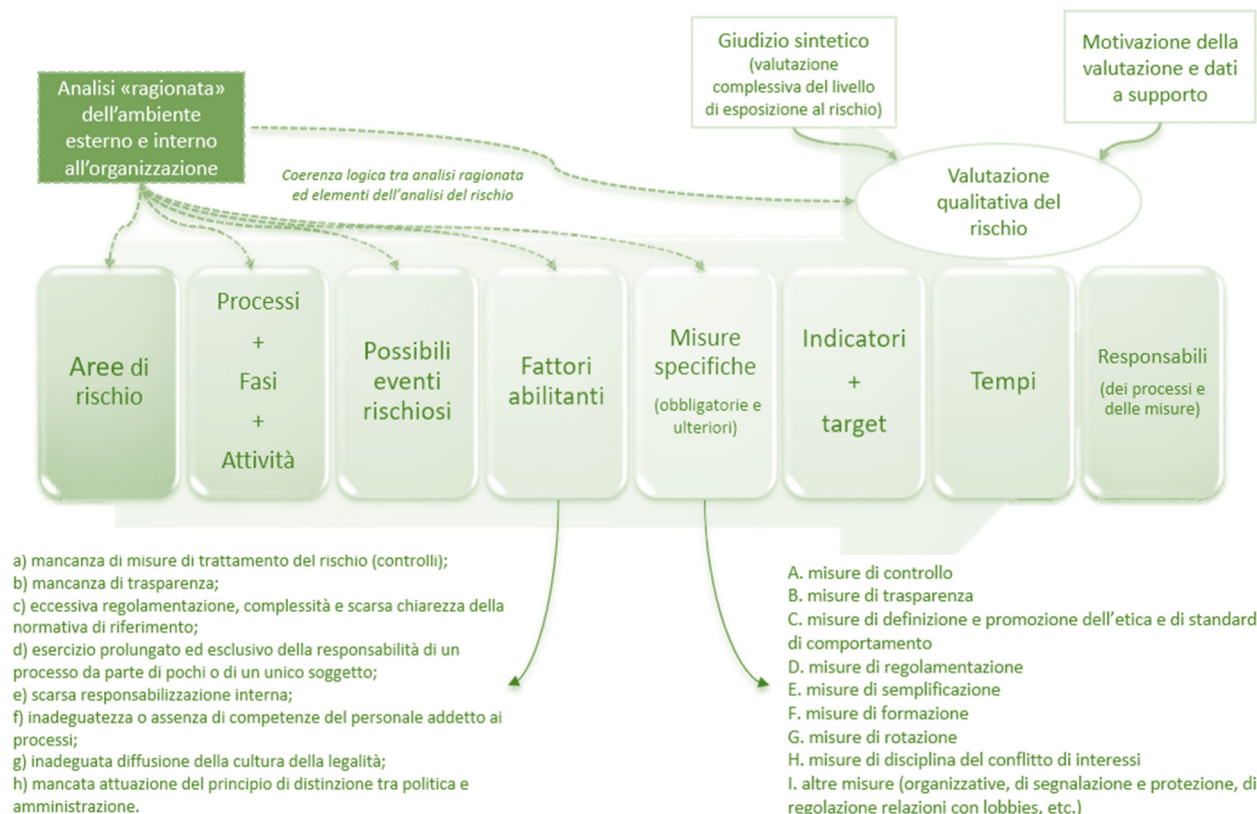 Analisi «ragionata»
dell'ambiente
esterno e interno
all'organizzazione
Giudizio sintetico
(valutazione
complessiva del livello
di esposizione al rischio)
Motivazione della
valutazione e dati
a supporto
Coerenza logica tra analisi ragionata
ed elementi dell'analisi del rischio
Valutazione
qualitativa del
rischio
Aree di
rischio
Processi
+
Fasi
+
Attività
Possibili
eventi
rischiosi
Fattori
abilitanti
Misure
specifiche
(obbligatorie e
ulteriori)
Indicatori
+
target
Tempi
Responsabili
(dei processi e
delle misure)
a) mancanza di misure di trattamento del rischio (controlli);
b) mancanza di trasparenza;
c) eccessiva regolamentazione, complessità e scarsa chiarezza della
normativa di riferimento;
d) esercizio prolungato ed esclusivo della responsabilità di un
processo da parte di pochi o di un unico soggetto;
e) scarsa responsabilizzazione interna;
f) inadeguatezza o assenza di competenze del personale addetto ai
processi;
g) inadeguata diffusione della cultura della legalità;
h) mancata attuazione del principio di distinzione tra politica e
amministrazione.
A. misure di controllo
B. misure di trasparenza
C. misure di definizione e promozione dell'etica e di standard
di comportamento
D. misure di regolamentazione
E. misure di semplificazione
F. misure di formazione
G. misure di rotazione
H. misure di disciplina del conflitto di interessi
I. altre misure (organizzative, di segnalazione e protezione, di
regolazione relazioni con lobbies, etc.)